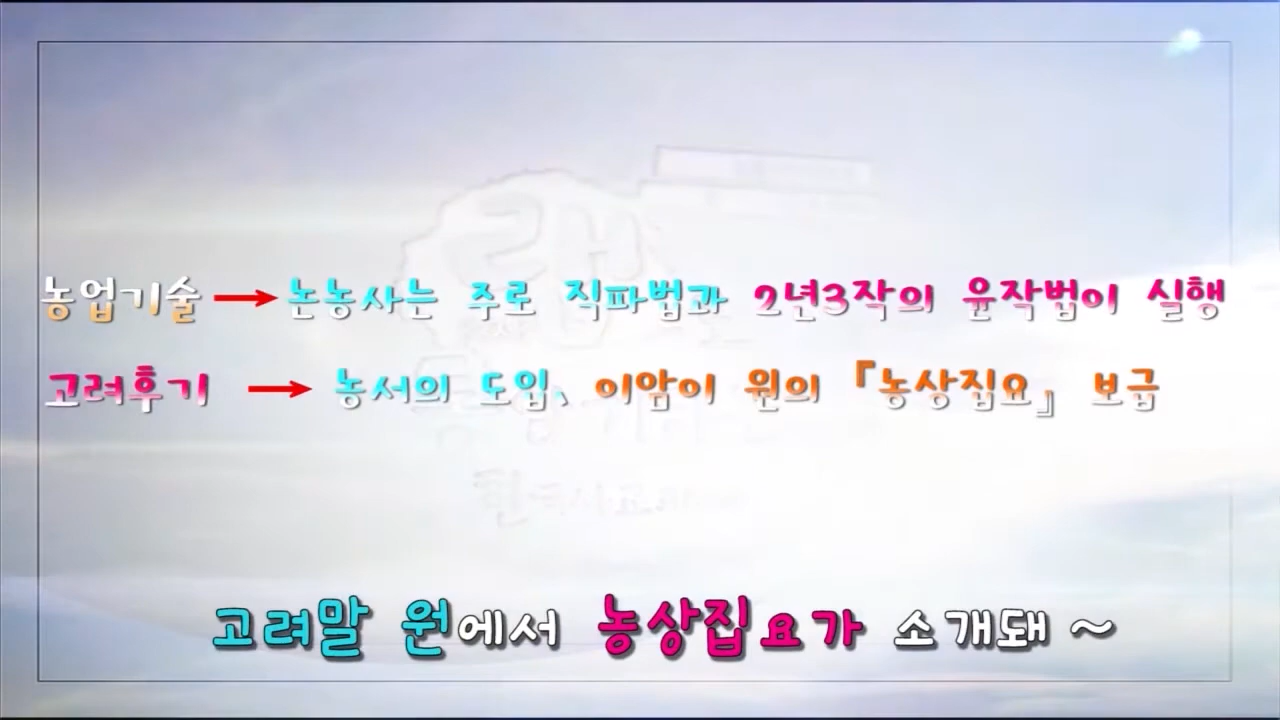 농업기술 → 논농사는 주로 직파법과 2년3작의 윤작법이 실행
고려후기 → 농서의 도입, 이암이 원의 『농상집요』 보급
고려말 원에서 농상집요가 소개돼 ~